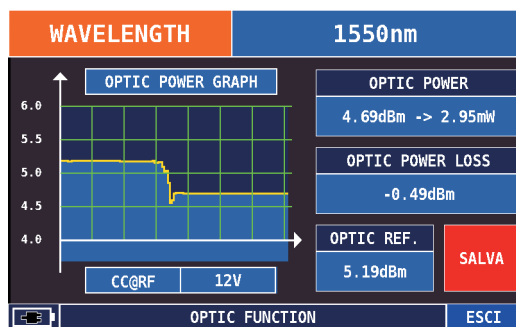 WAVELENGTH 1550nm
OPTIC POWER GRAPH
6.0
5.5
5.0
4.5
4.0
CC@RF 12V
OPTIC POWER
4.69dBm -> 2.95mW
OPTIC POWER LOSS
-0.49dBm
OPTIC REF.
5.19dBm
SALVA
OPTIC FUNCTION ESCI